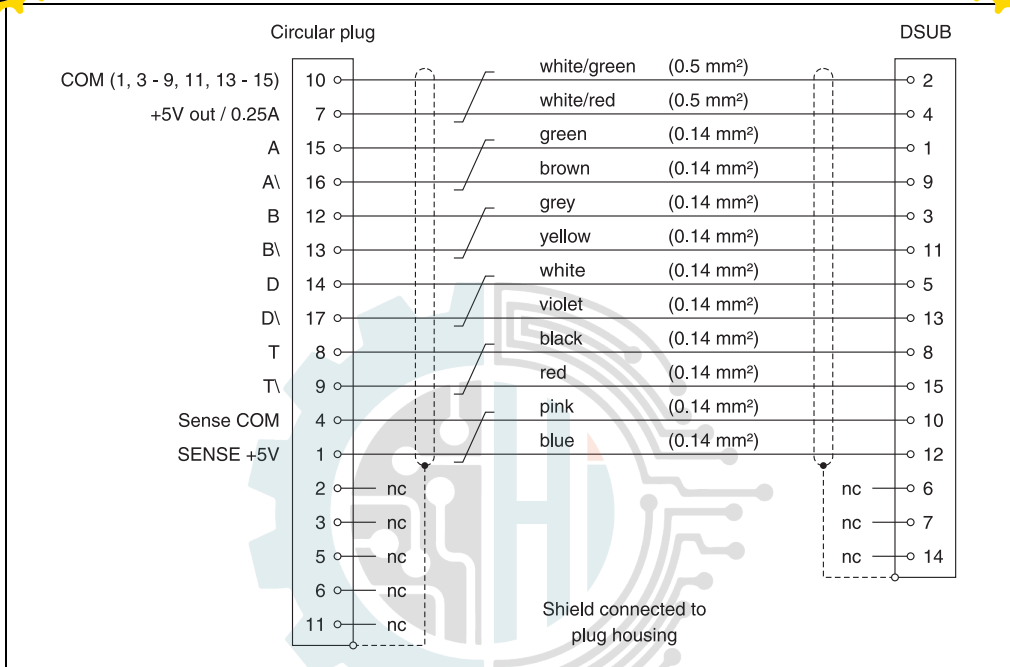 Circular plug DSUB
COM (1, 3 - 9, 11, 13 - 15) 10 white/green (0.5 mm²) 2
+5V out / 0.25A 7 white/red (0.5 mm²) 4
A 15 green (0.14 mm²) 1
A\ 16 brown (0.14 mm²) 9
B 12 grey (0.14 mm²) 3
B\ 13 yellow (0.14 mm²) 11
D 14 white (0.14 mm²) 5
D\ 17 violet (0.14 mm²) 13
T 8 black (0.14 mm²) 8
T\ 9 red (0.14 mm²) 15
Sense COM 4 pink (0.14 mm²) 10
SENSE +5V 1 blue (0.14 mm²) 12
2 nc nc 6
3 nc nc 7
5 nc nc 14
6 nc
11 nc
Shield connected to
plug housing